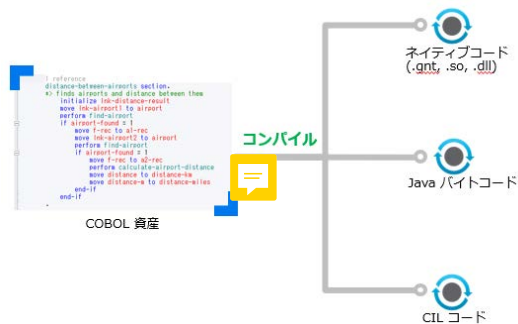 1 reference
distance-between-airports section.
*> finds airports and distance between them
initialize lnk-distance-result
move lnk-airport1 to airport
perform find-airport
if airport-found = 1
move f-rec to a1-rec
move lnk-airport2 to airport
perform find-airport
if airport-found = 1
move f-rec to a2-rec
perform calculate-airport-distance
move distance to distance-km
move distance-m to distance-miles
end-if
end-if
COBOL 資産
コンパイル
ネイティブコード
(.gnt, .so, .dll)
Java バイトコード
CIL コード